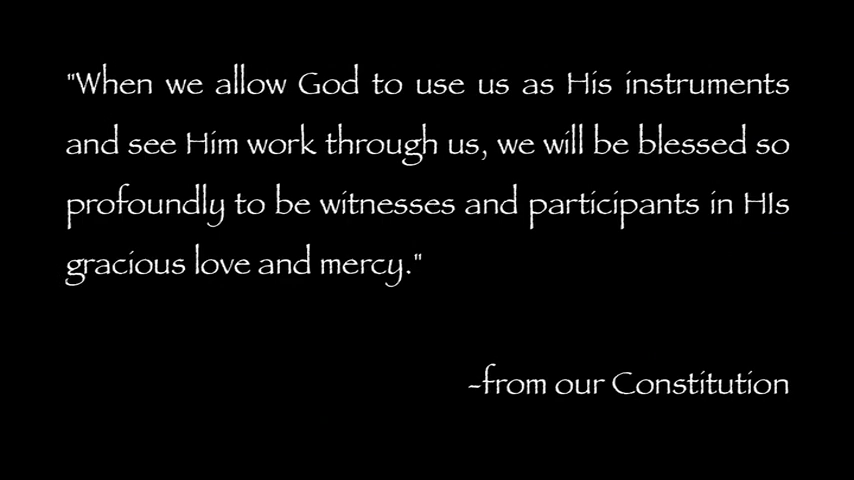 "When we allow God to use us as His instruments
and see Him work through us, we will be blessed so
profoundly to be witnesses and participants in HIs
gracious love and mercy."
-from our Constitution